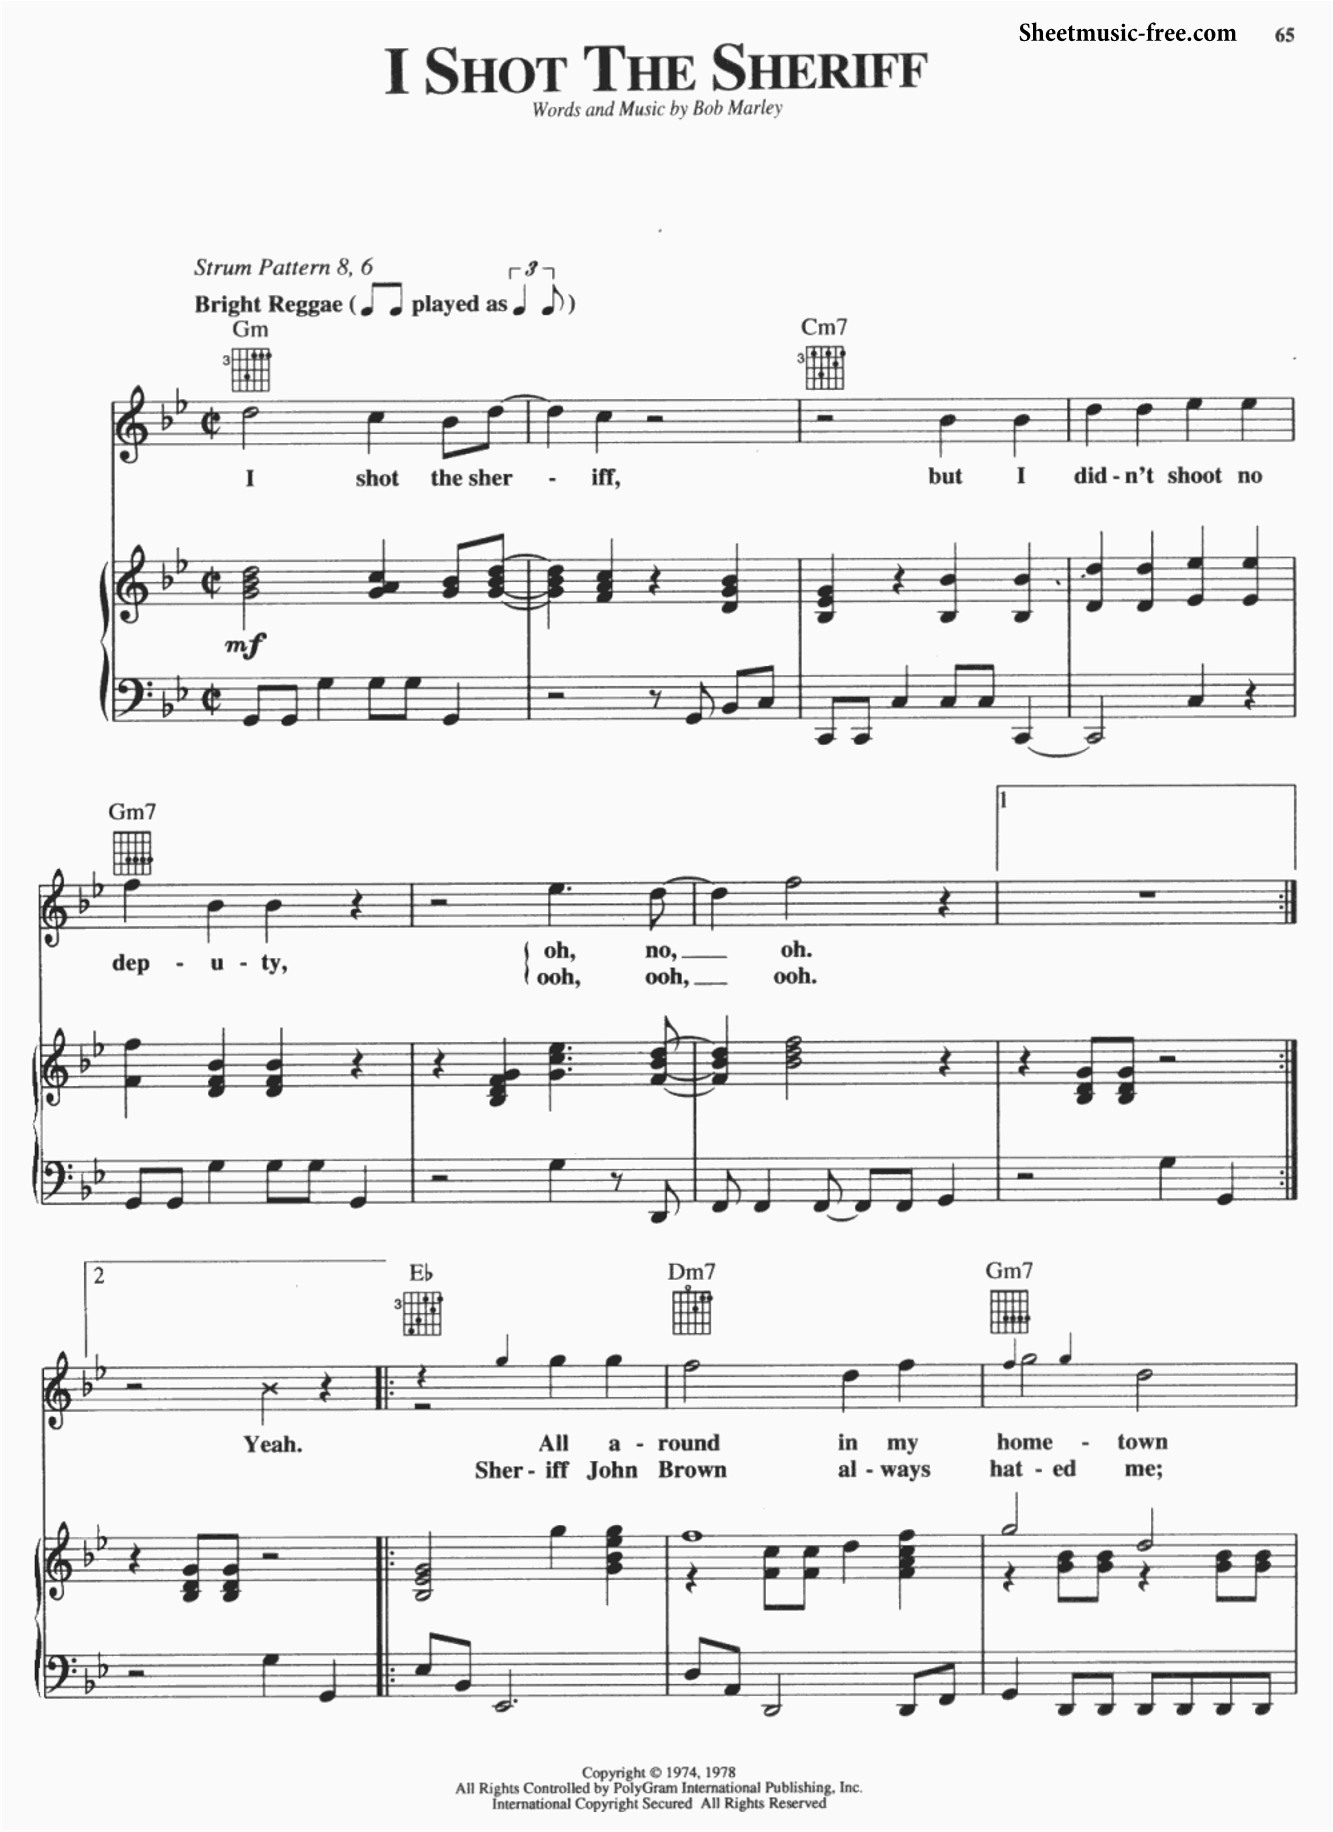 Sheetmusic-free.com 65
I SHOT THE SHERIFF
Words and Music by Bob Marley
Strum Pattern 8, 6
3
Bright Reggae ( played as )
Gm Cm7
3 3
I shot the sher - iff, but I did - n't shoot no
mf
Gm7
1
dep - u - ty, oh, no, oh.
ooh, ooh, ooh.
2
E♭ Dm7 Gm7
3
Yeah. All a - round in my home - town
Sher - iff John Brown al - ways hat - ed me;
Copyright © 1974, 1978
All Rights Controlled by PolyGram International Publishing, Inc.
International Copyright Secured All Rights Reserved